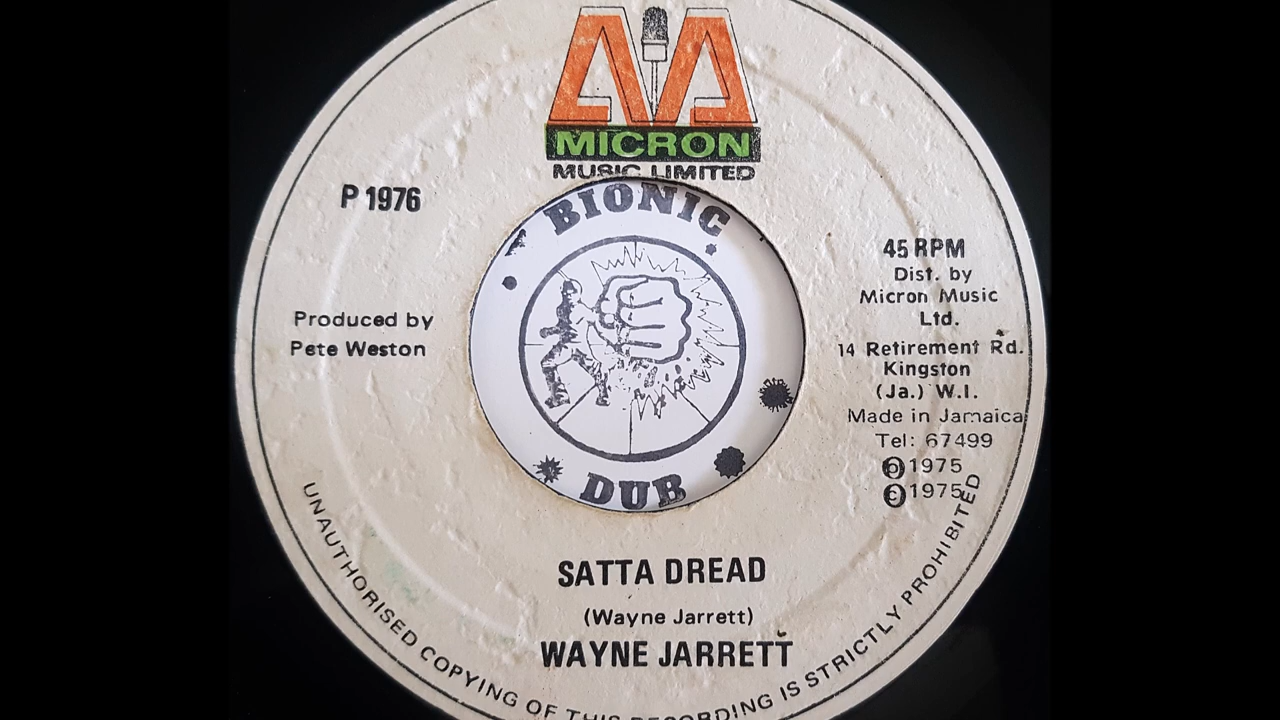 MICRON
MUSIC LIMITED
P 1976
BIONIC
DUB
Produced by
Pete Weston
45 RPM
Dist. by
Micron Music
Ltd.
14 Retirement Rd.
Kingston
(Ja.) W.I.
Made in Jamaica
Tel: 67499
℗ 1975
© 1975
SATTA DREAD
(Wayne Jarrett)
WAYNE JARRETT
UNAUTHORISED COPYING OF THIS RECORDING IS STRICTLY PROHIBITED